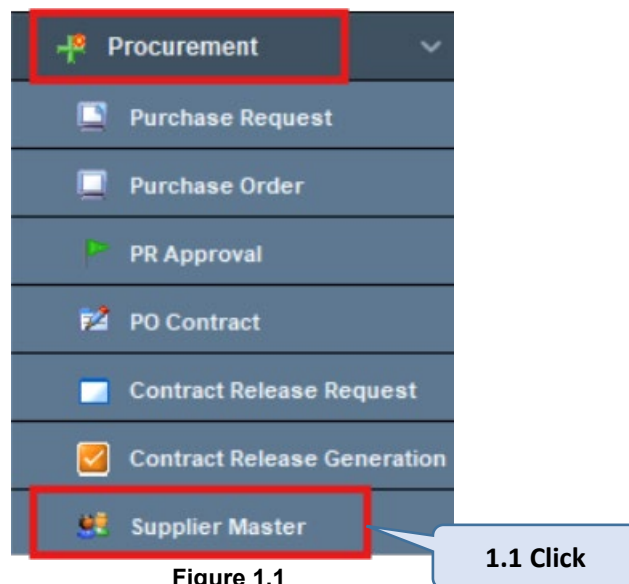 Procurement
Purchase Request
Purchase Order
PR Approval
PO Contract
Contract Release Request
Contract Release Generation
Supplier Master
1.1 Click
Figure 1.1